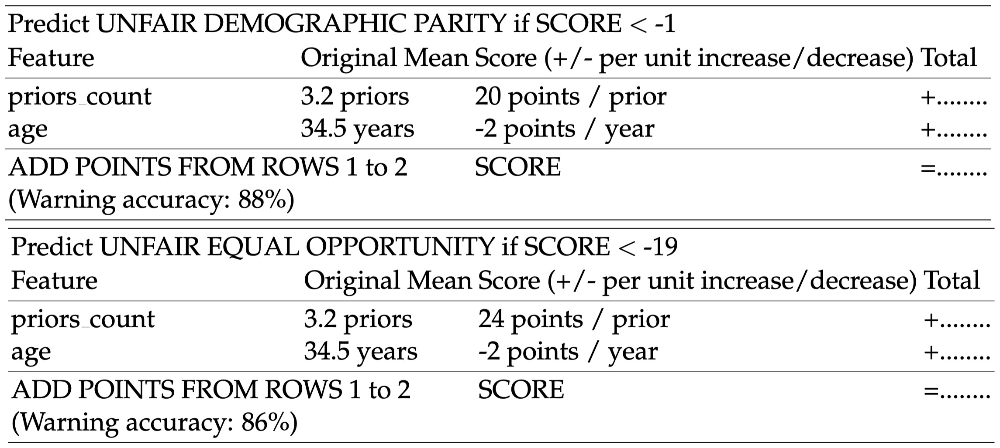 Predict UNFAIR DEMOGRAPHIC PARITY if SCORE < -1
Feature Original Mean Score (+/- per unit increase/decrease) Total
priors_count 3.2 priors 20 points / prior +........
age 34.5 years -2 points / year +........
ADD POINTS FROM ROWS 1 to 2 SCORE =........
(Warning accuracy: 88%)
Predict UNFAIR EQUAL OPPORTUNITY if SCORE < -19
Feature Original Mean Score (+/- per unit increase/decrease) Total
priors_count 3.2 priors 24 points / prior +........
age 34.5 years -2 points / year +........
ADD POINTS FROM ROWS 1 to 2 SCORE =........
(Warning accuracy: 86%)